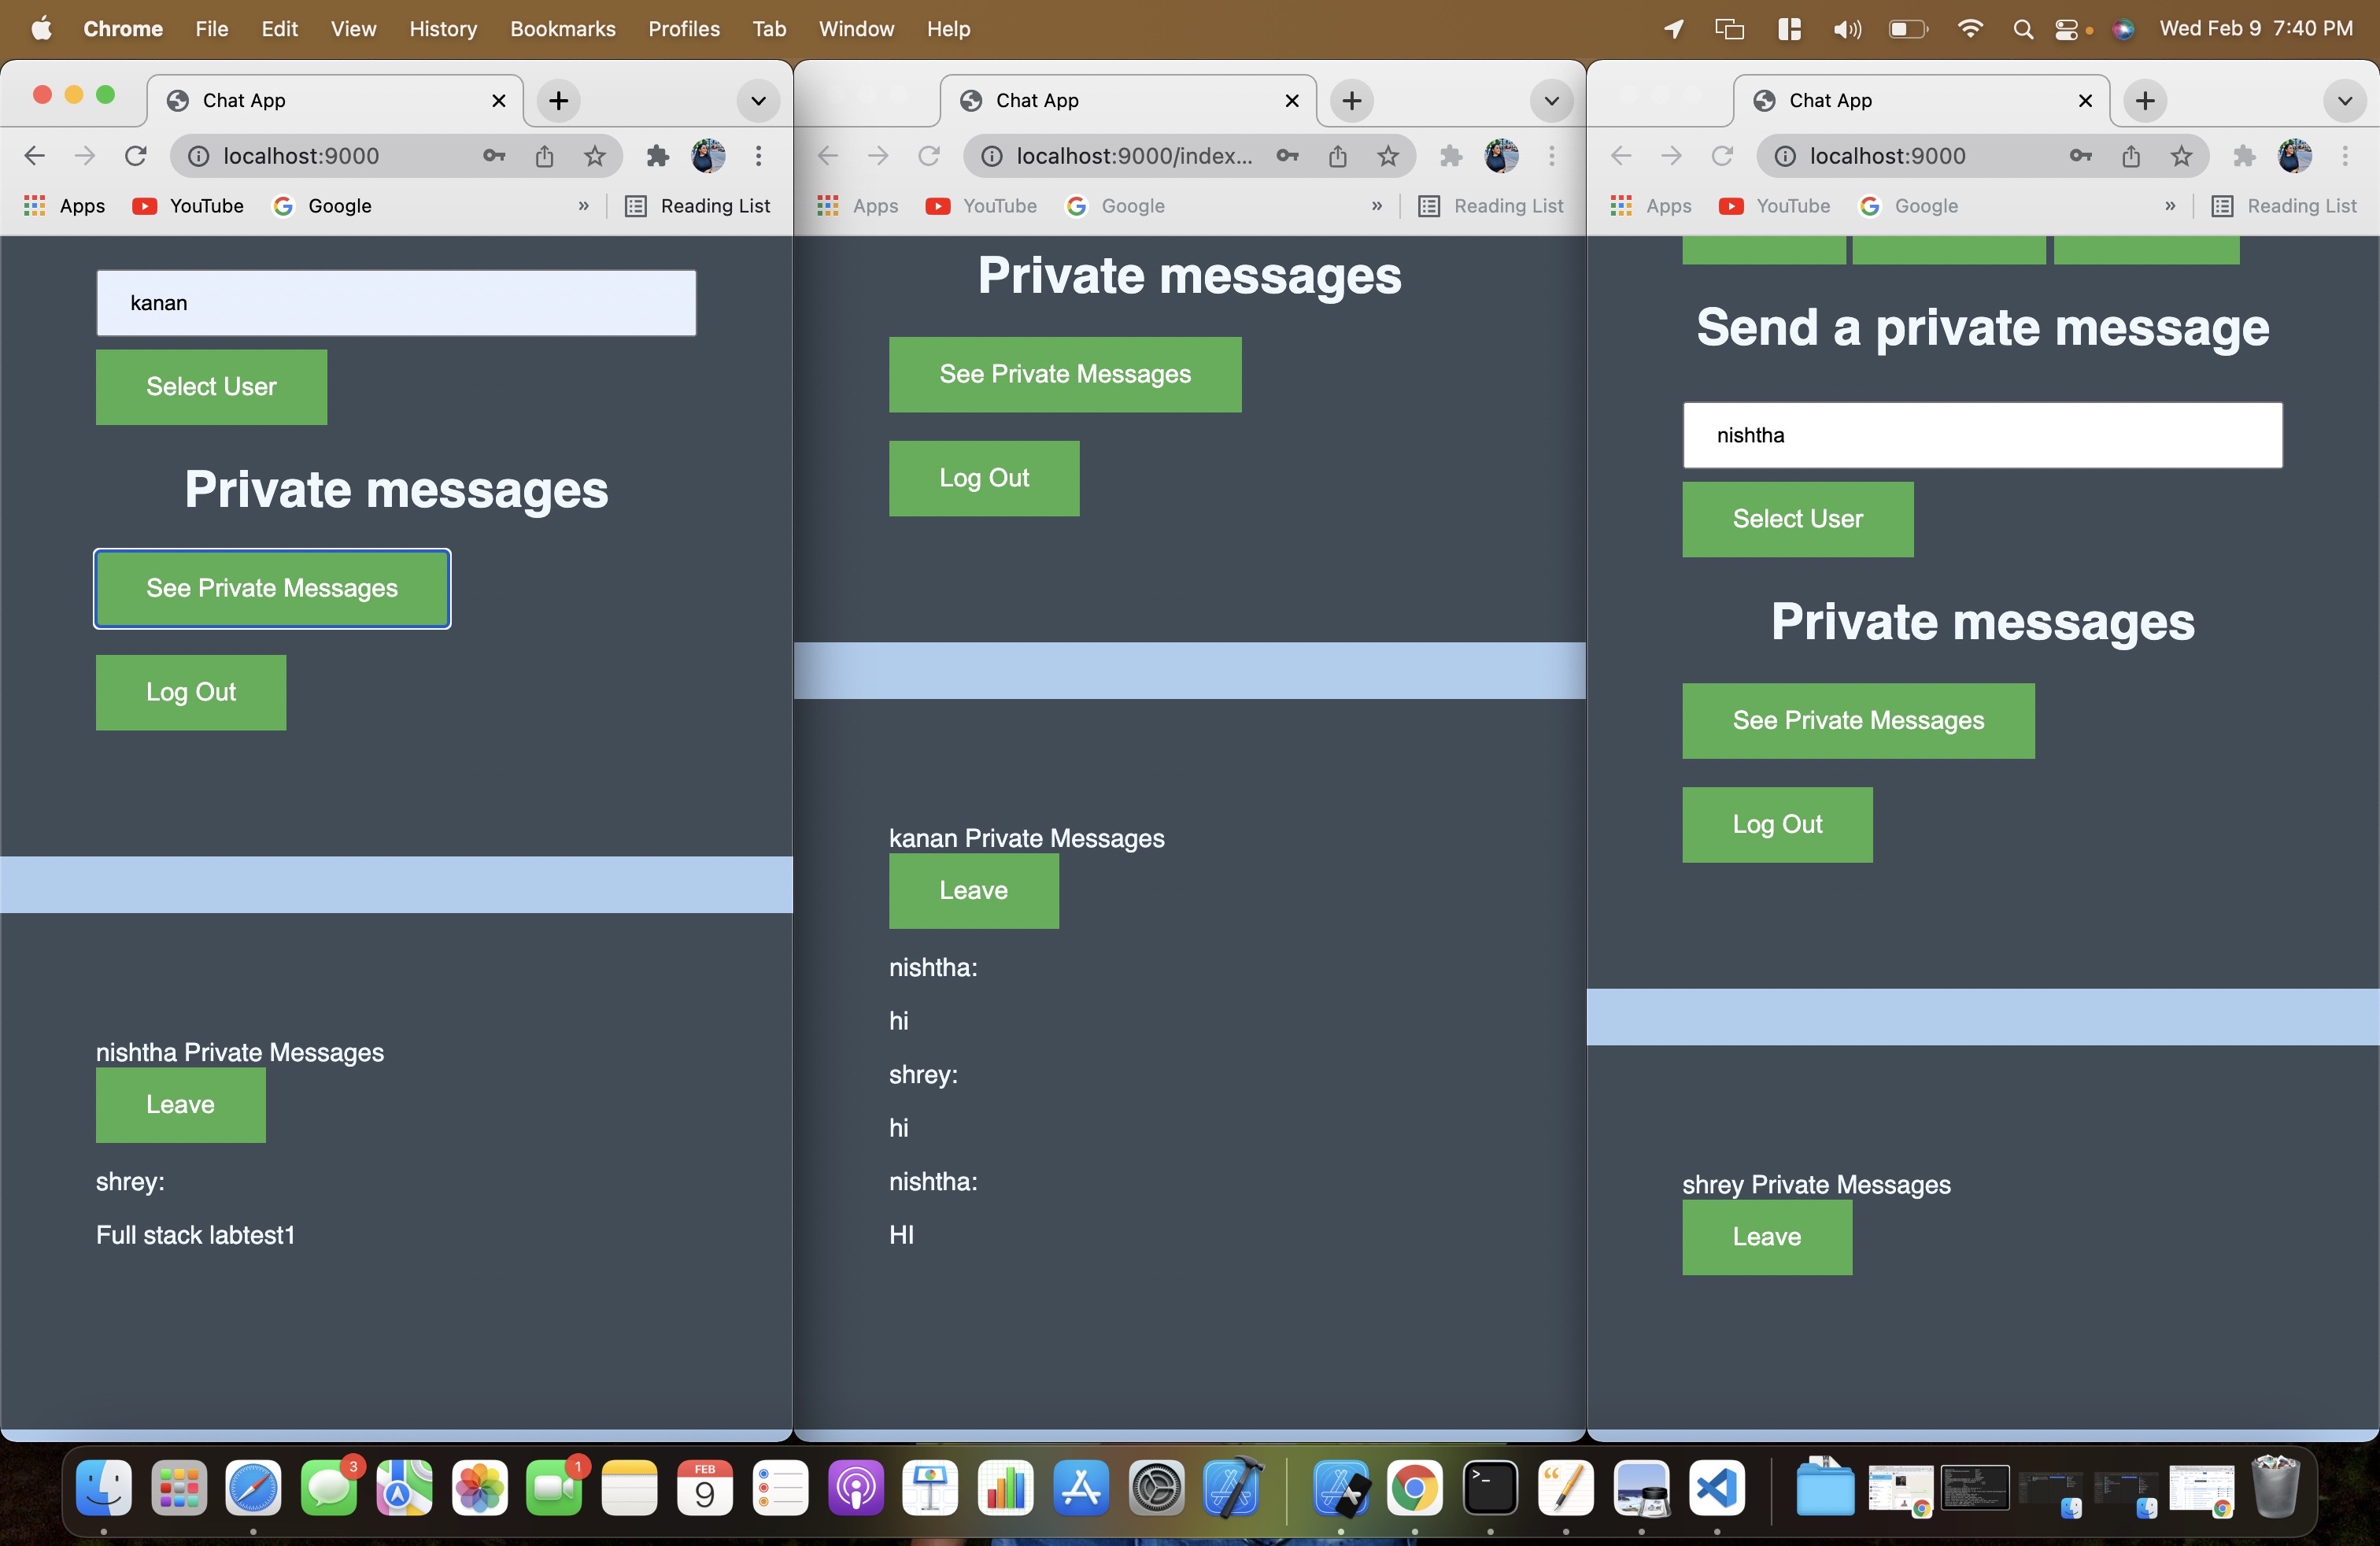 Chrome File Edit View History Bookmarks Profiles Tab Window Help Wed Feb 9 7:40 PM
Chat App
localhost:9000
Apps YouTube Google » Reading List
kanan
Select User
Private messages
See Private Messages
Log Out
nishtha Private Messages
Leave
shrey:
Full stack labtest1
Chat App
localhost:9000/index...
Apps YouTube Google » Reading List
Private messages
See Private Messages
Log Out
kanan Private Messages
Leave
nishtha:
hi
shrey:
hi
nishtha:
HI
Chat App
localhost:9000
Apps YouTube Google » Reading List
Send a private message
nishtha
Select User
Private messages
See Private Messages
Log Out
shrey Private Messages
Leave
3 1 FEB
9